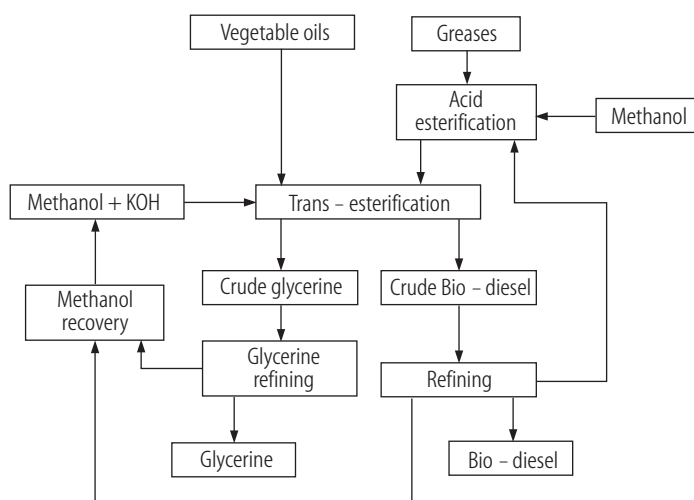 Vegetable oils
Greases
Acid
esterification
Methanol
Methanol + KOH
Trans – esterification
Methanol
recovery
Crude glycerine
Crude Bio – diesel
Glycerine
refining
Refining
Glycerine
Bio – diesel